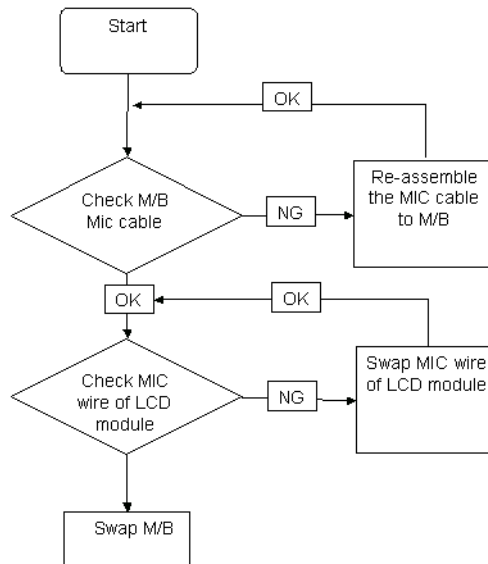 Start
OK
Check M/B
Mic cable
NG
Re-assemble
the MIC cable
to M/B
OK
OK
Check MIC
wire of LCD
module
NG
Swap MIC wire
of LCD module
Swap M/B